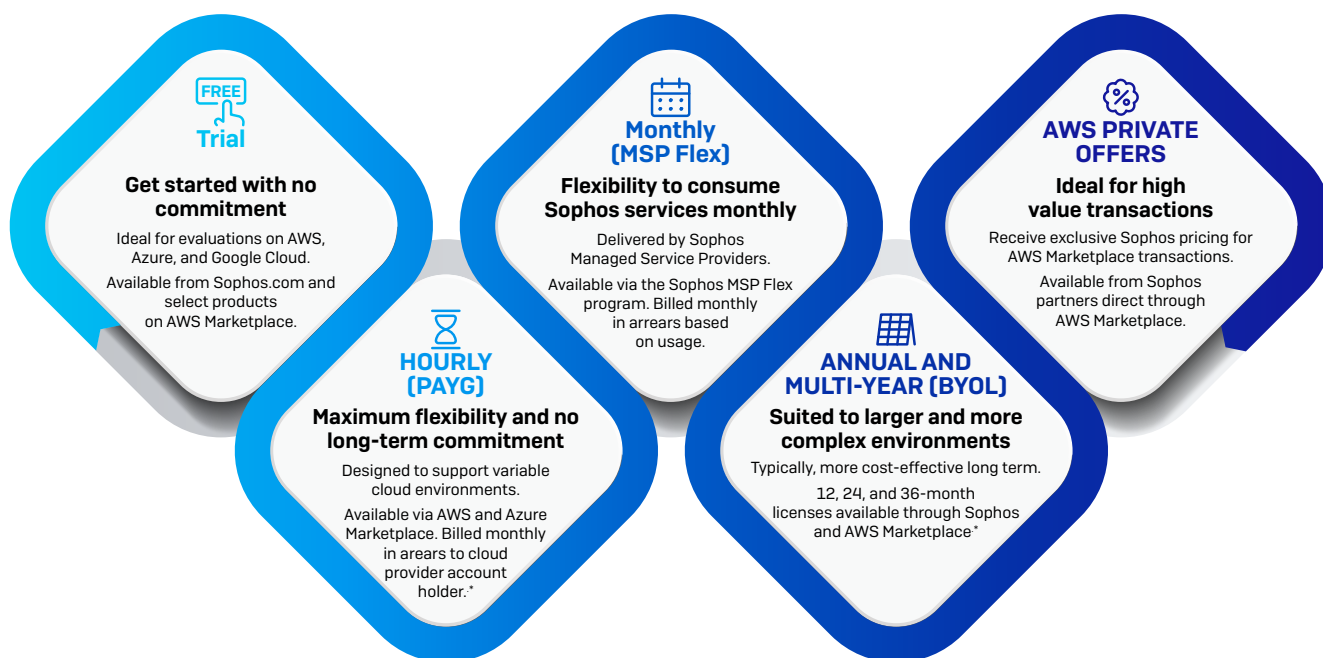 FREE
Trial
Get started with no
commitment
Ideal for evaluations on AWS,
Azure, and Google Cloud.
Available from Sophos.com and
select products
on AWS Marketplace.
HOURLY
(PAYG)
Maximum flexibility and no
long-term commitment
Designed to support variable
cloud environments.
Available via AWS and Azure
Marketplace. Billed monthly
in arears to cloud
provider account
holder.*
Monthly
(MSP Flex)
Flexibility to consume
Sophos services monthly
Delivered by Sophos
Managed Service Providers.
Available via the Sophos MSP Flex
program. Billed monthly
in arrears based
on usage.
ANNUAL AND
MULTI-YEAR (BYOL)
Suited to larger and more
complex environments
Typically, more cost-effective long term.
12, 24, and 36-month
licenses available through Sophos
and AWS Marketplace*
%
AWS PRIVATE
OFFERS
Ideal for high
value transactions
Receive exclusive Sophos pricing for
AWS Marketplace transactions.
Available from Sophos
partners direct through
AWS Marketplace.